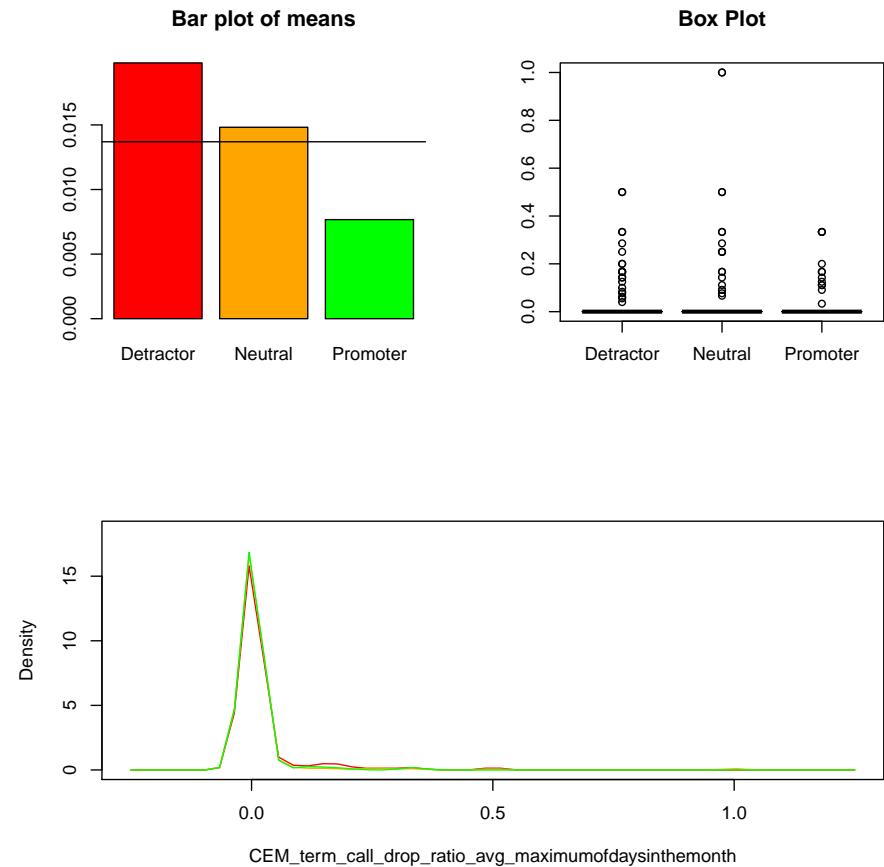 Bar plot of means
0.000 0.005 0.010 0.015
Detractor Neutral Promoter
Box Plot
0.0 0.2 0.4 0.6 0.8 1.0
Detractor Neutral Promoter
Density
0 5 10 15
0.0 0.5 1.0
CEM_term_call_drop_ratio_avg_maximumofdaysinthemonth